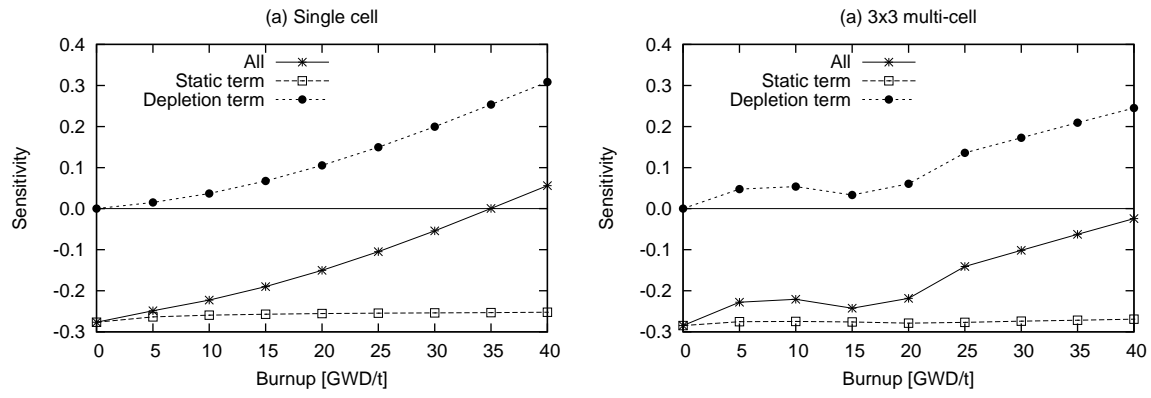 (a) Single cell
0.4
0.3
0.2
0.1
0.0
-0.1
-0.2
-0.3
Sensitivity
All
Static term
Depletion term
0 5 10 15 20 25 30 35 40
Burnup [GWD/t]
(a) 3x3 multi-cell
0.4
0.3
0.2
0.1
0.0
-0.1
-0.2
-0.3
Sensitivity
All
Static term
Depletion term
0 5 10 15 20 25 30 35 40
Burnup [GWD/t]